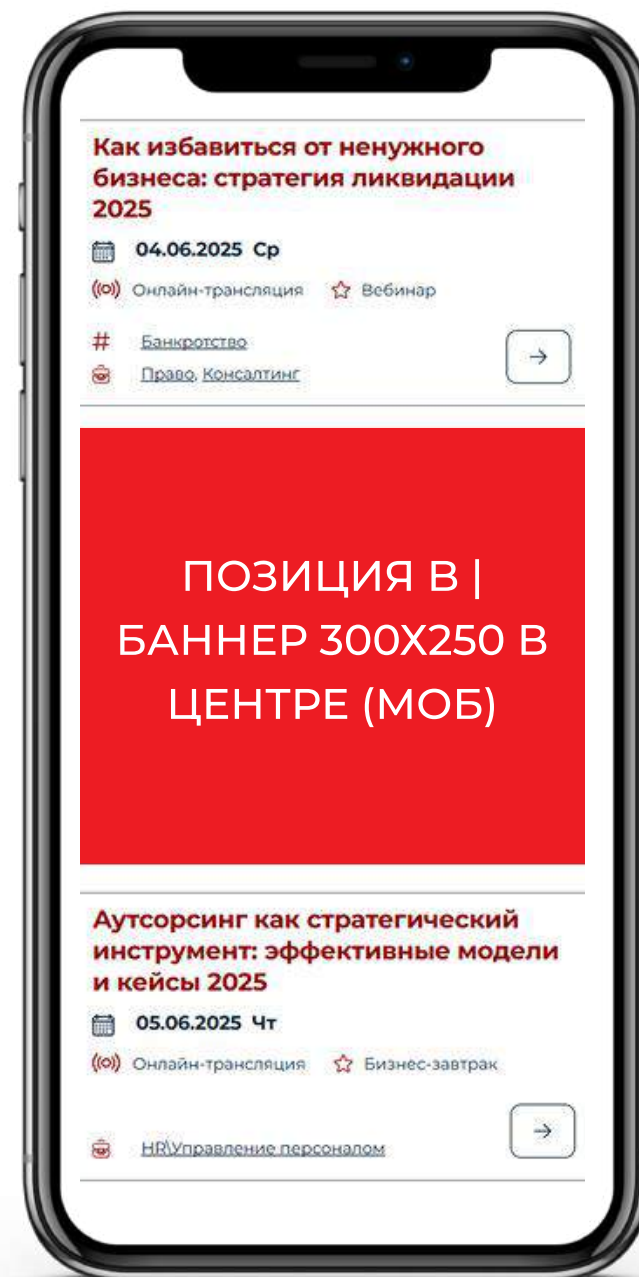 Как избавиться от ненужного
бизнеса: стратегия ликвидации
2025
04.06.2025 Ср
Онлайн-трансляция Вебинар
# Банкротство
Право, Консалтинг
ПОЗИЦИЯ В |
БАННЕР 300Х250 В
ЦЕНТРЕ (МОБ)
Аутсорсинг как стратегический
инструмент: эффективные модели
и кейсы 2025
05.06.2025 Чт
Онлайн-трансляция Бизнес-завтрак
HR\Управление персоналом